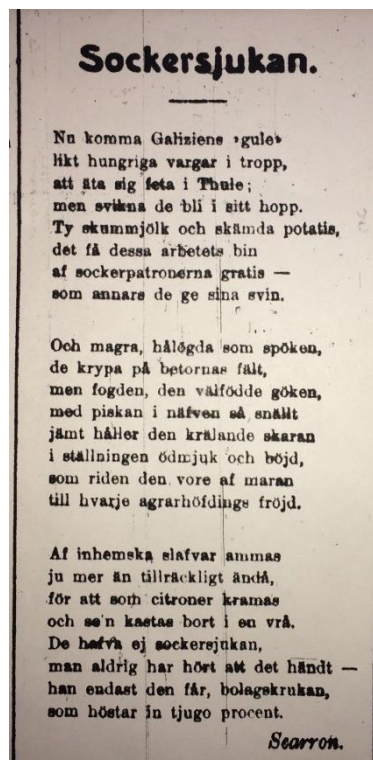 Sockersjukan.
Nu komma Galiziens »gule»
likt hungriga vargar i tropp,
att äta sig feta i Thule;
men svikna de bli i sitt hopp.
Ty skummjölk och skämda potatis,
det få dessa arbetets bin
af sockerpatronerna gratis —
som annars de ge sina svin.
Och magra, hålögda som spöken,
de krypa på betornas fält,
men fogden, den välfödde göken,
med piskan i näfven så snällt
jämt håller den krälande skaran
i ställningen ödmjuk och böjd,
som riden den vore af maran
till hvarje agrarhöfdings fröjd.
Af inhemska slafvar ammas
ju mer än tillräckligt ändå,
för att som citroner kramas
och se'n kastas bort i en vrå.
De hafva ej sockersjukan,
man aldrig har hört att det händt —
han endast den får, bolagskrukan,
som höstar in tjugo procent.
Searron.